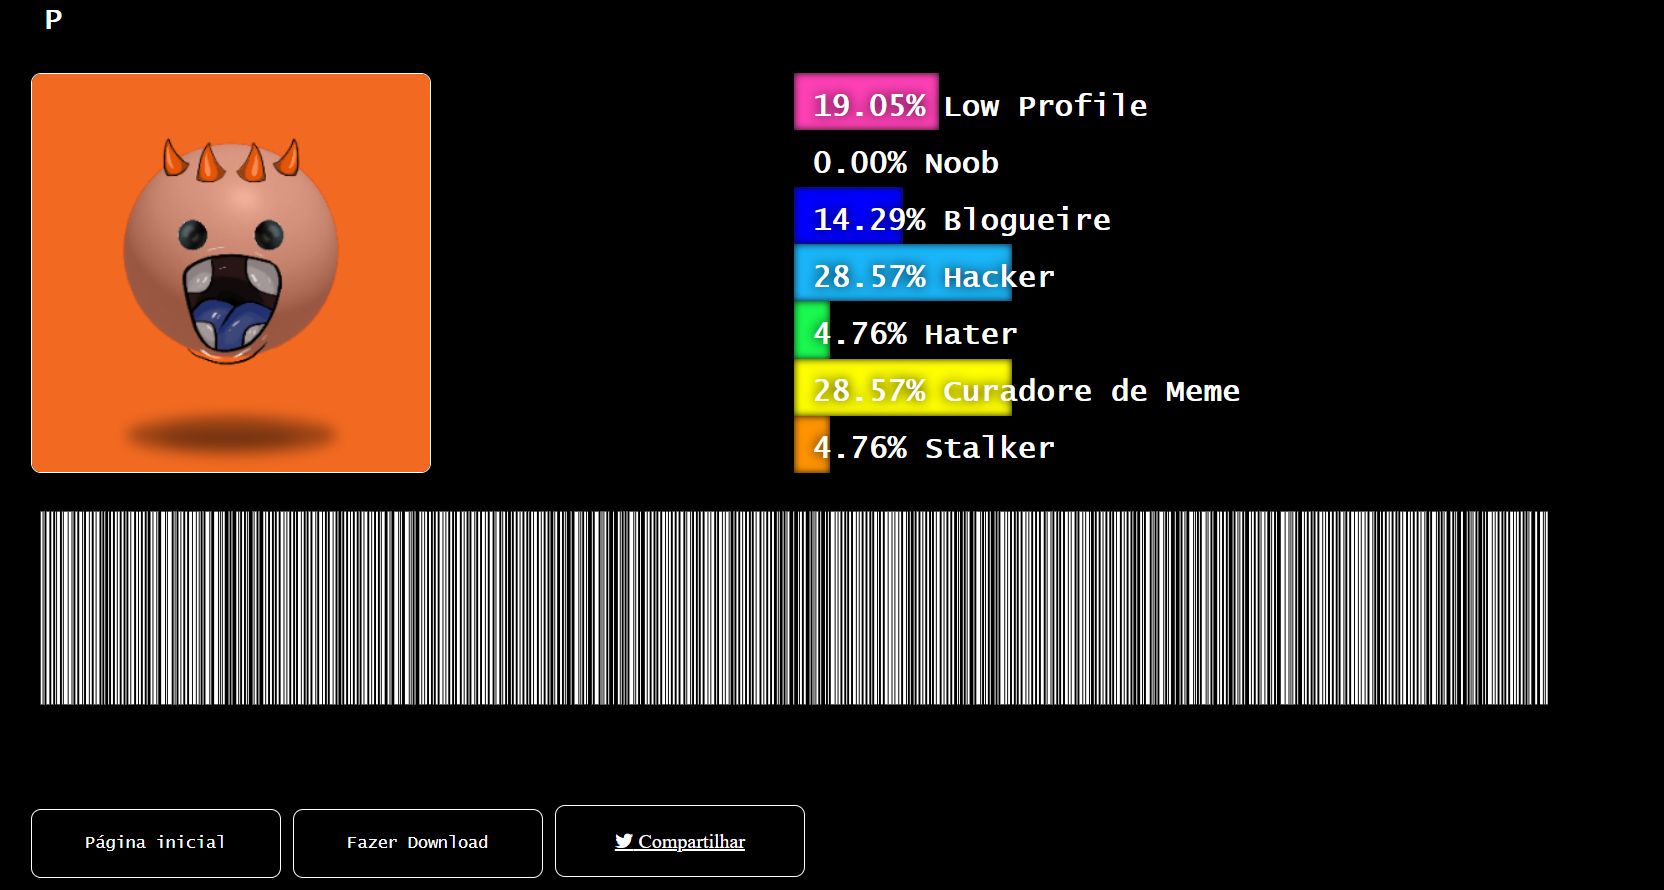 P
19.05% Low Profile
0.00% Noob
14.29% Blogueire
28.57% Hacker
4.76% Hater
28.57% Curadore de Meme
4.76% Stalker
Página inicial
Fazer Download
Compartilhar